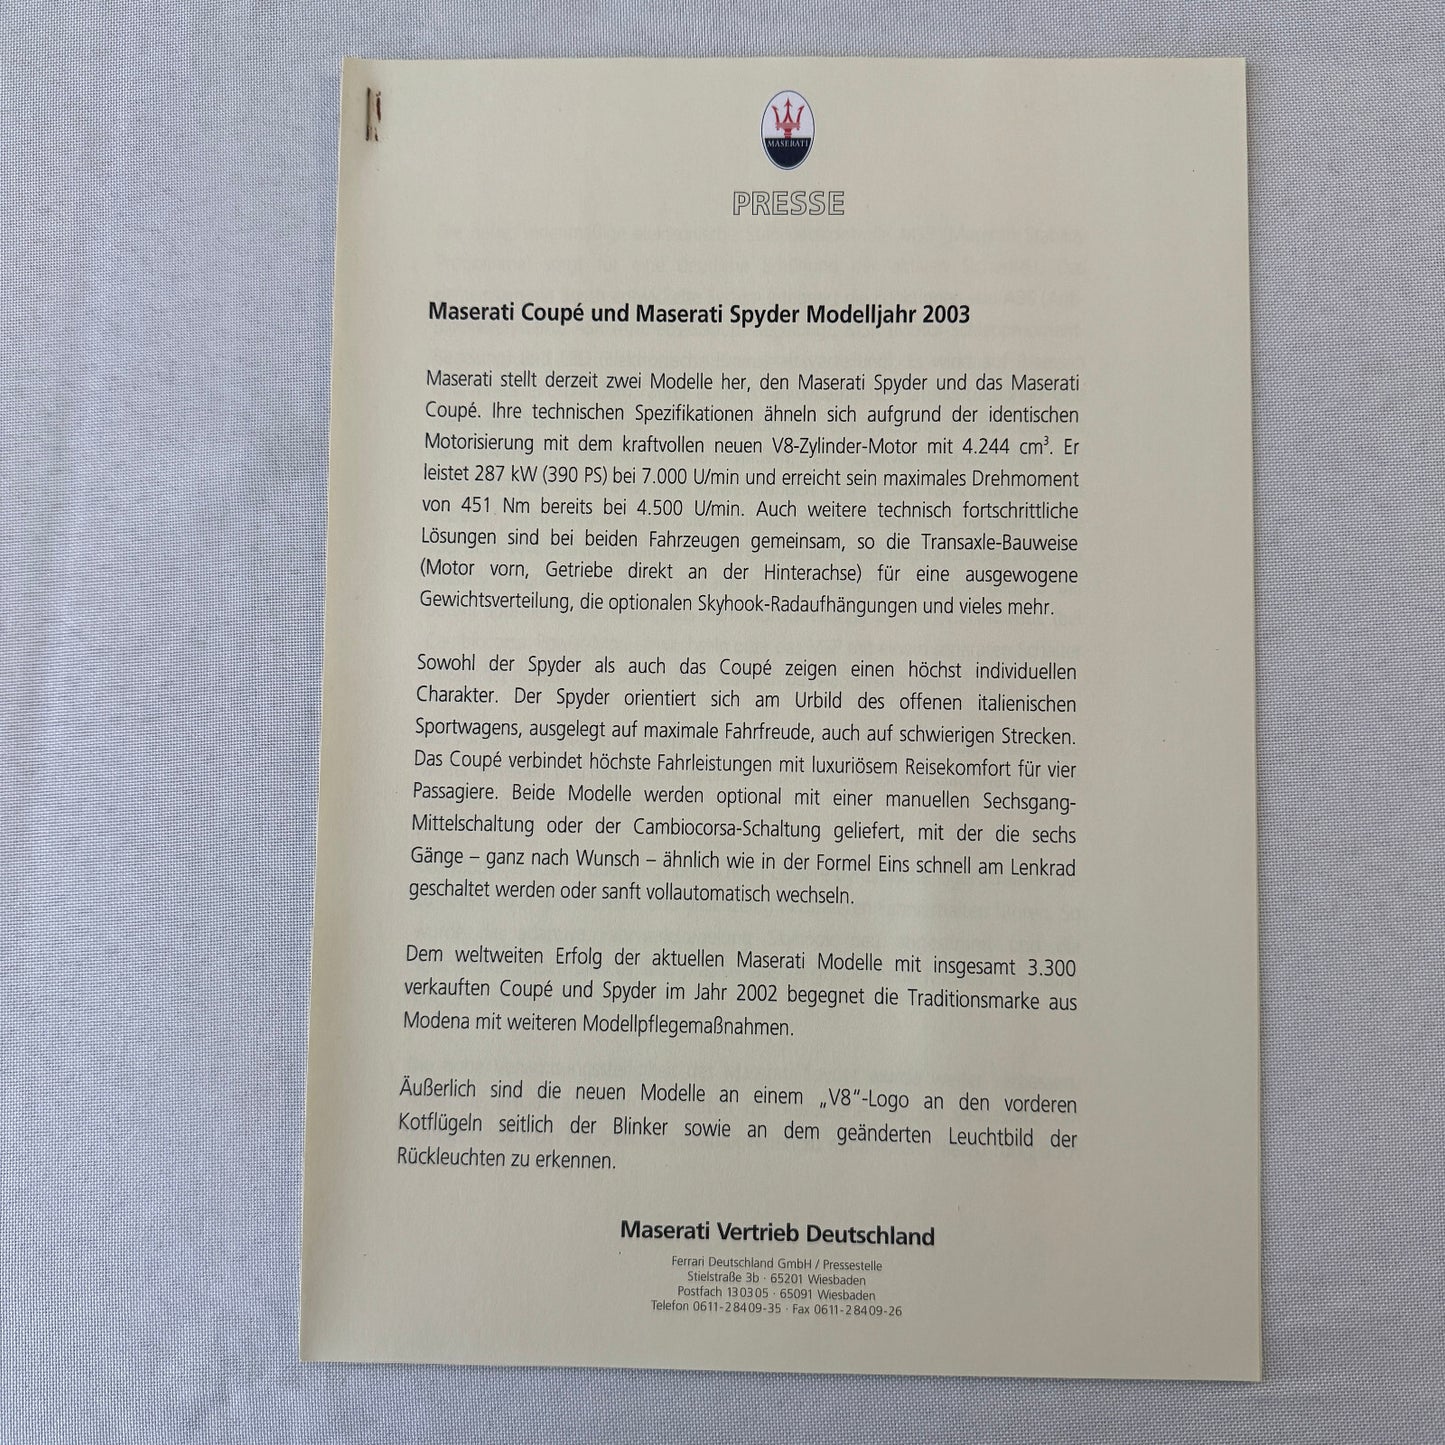 MASERATI
PRESSE
Maserati Coupé und Maserati Spyder Modelljahr 2003
Maserati stellt derzeit zwei Modelle her, den Maserati Spyder und das Maserati
Coupé. Ihre technischen Spezifikationen ähneln sich aufgrund der identischen
Motorisierung mit dem kraftvollen neuen V8-Zylinder-Motor mit 4.244 cm³. Er
leistet 287 kW (390 PS) bei 7.000 U/min und erreicht sein maximales Drehmoment
von 451 Nm bereits bei 4.500 U/min. Auch weitere technisch fortschrittliche
Lösungen sind bei beiden Fahrzeugen gemeinsam, so die Transaxle-Bauweise
(Motor vorn, Getriebe direkt an der Hinterachse) für eine ausgewogene
Gewichtsverteilung, die optionalen Skyhook-Radaufhängungen und vieles mehr.
Sowohl der Spyder als auch das Coupé zeigen einen höchst individuellen
Charakter. Der Spyder orientiert sich am Urbild des offenen italienischen
Sportwagens, ausgelegt auf maximale Fahrfreude, auch auf schwierigen Strecken.
Das Coupé verbindet höchste Fahrleistungen mit luxuriösem Reisekomfort für vier
Passagiere. Beide Modelle werden optional mit einer manuellen Sechsgang-
Mittelschaltung oder der Cambiocorsa-Schaltung geliefert, mit der die sechs
Gänge – ganz nach Wunsch – ähnlich wie in der Formel Eins schnell am Lenkrad
geschaltet werden oder sanft vollautomatisch wechseln.
Dem weltweiten Erfolg der aktuellen Maserati Modelle mit insgesamt 3.300
verkauften Coupé und Spyder im Jahr 2002 begegnet die Traditionsmarke aus
Modena mit weiteren Modellpflegemaßnahmen.
Äußerlich sind die neuen Modelle an einem „V8“-Logo an den vorderen
Kotflügeln seitlich der Blinker sowie an dem geänderten Leuchtbild der
Rückleuchten zu erkennen.
Maserati Vertrieb Deutschland
Ferrari Deutschland GmbH / Pressestelle
Stielstraße 3b · 65201 Wiesbaden
Postfach 130305 · 65091 Wiesbaden
Telefon 0611-28409-35 · Fax 0611-28409-26